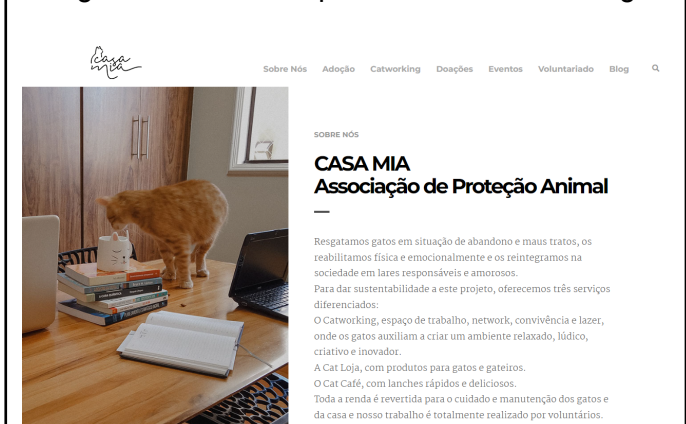 Casa
Mia
Sobre Nós Adoção Catworking Doações Eventos Voluntariado Blog
SOBRE NÓS
CASA MIA
Associação de Proteção Animal
Resgatamos gatos em situação de abandono e maus tratos, os
reabilitamos física e emocionalmente e os reintegramos na
sociedade em lares responsáveis e amorosos.
Para dar sustentabilidade a este projeto, oferecemos três serviços
diferenciados:
O Catworking, espaço de trabalho, network, convivência e lazer,
onde os gatos auxiliam a criar um ambiente relaxado, lúdico,
criativo e inovador.
A Cat Loja, com produtos para gatos e gateiros.
O Cat Café, com lanches rápidos e deliciosos.
Toda a renda é revertida para o cuidado e manutenção dos gatos e
da casa e nosso trabalho é totalmente realizado por voluntários.